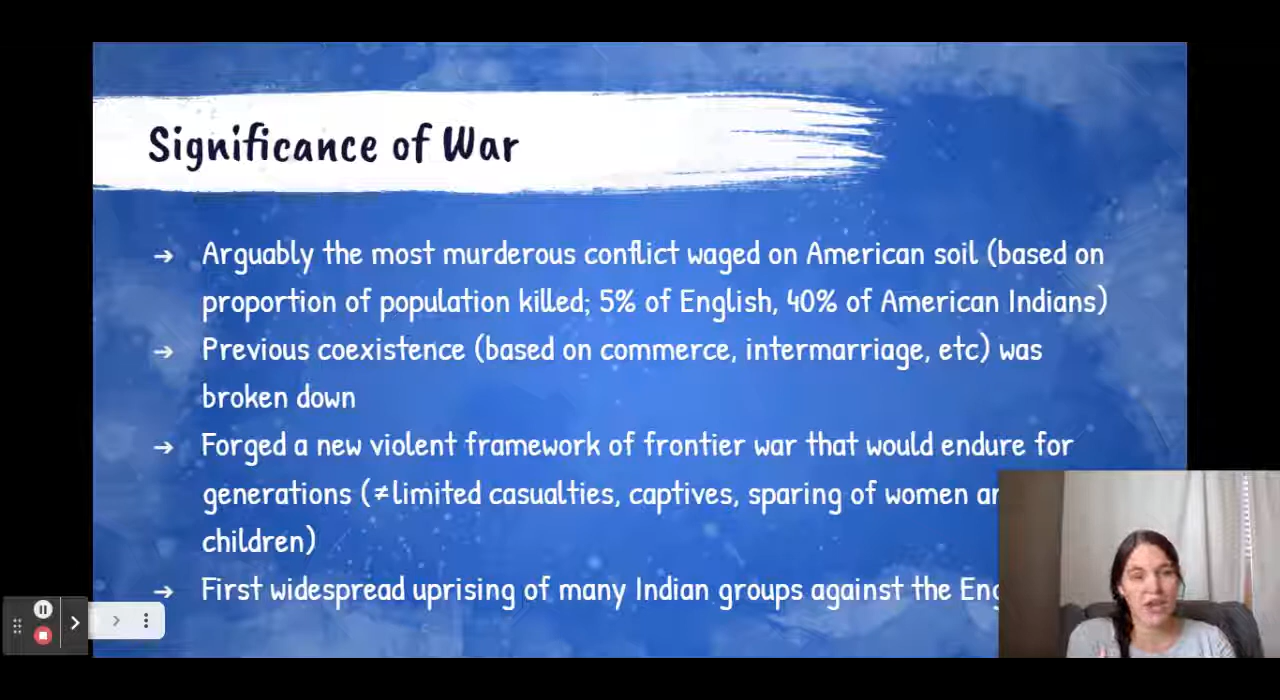 Significance of War
➔ Arguably the most murderous conflict waged on American soil (based on
proportion of population killed; 5% of English, 40% of American Indians)
➔ Previous coexistence (based on commerce, intermarriage, etc) was
broken down
➔ Forged a new violent framework of frontier war that would endure for
generations (≠limited casualties, captives, sparing of women
children)
➔ First widespread uprising of many Indian groups against the